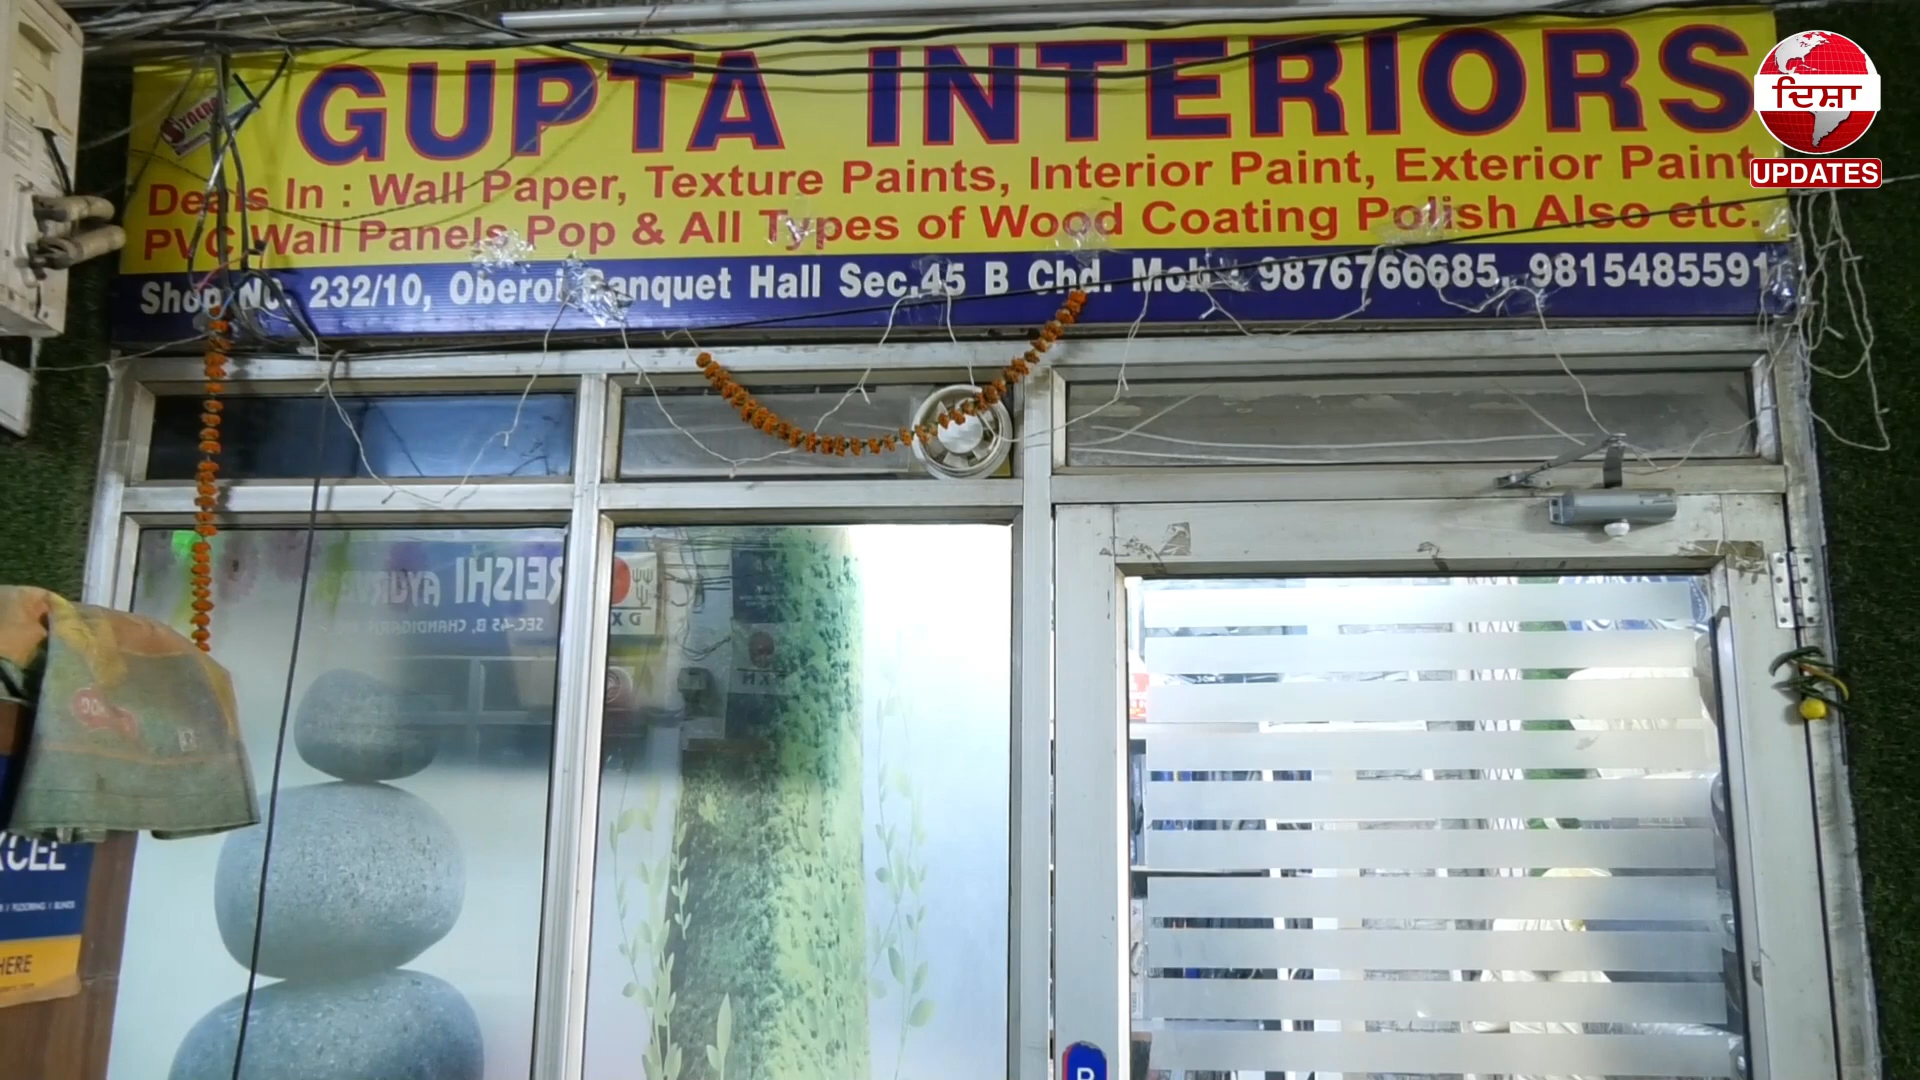 GUPTA INTERIORS
Deals In : Wall Paper, Texture Paints, Interior Paint, Exterior Paint
PVC Wall Panels Pop & All Types of Wood Coating Polish Also etc.
Shop No. 232/10, Oberoi Banquet Hall Sec.45 B Chd. Mob : 9876766685, 9815485591
ਦਿਸ਼ਾ
UPDATES
REISHI
SEC-45 B, CHANDIGARH
HERE
P